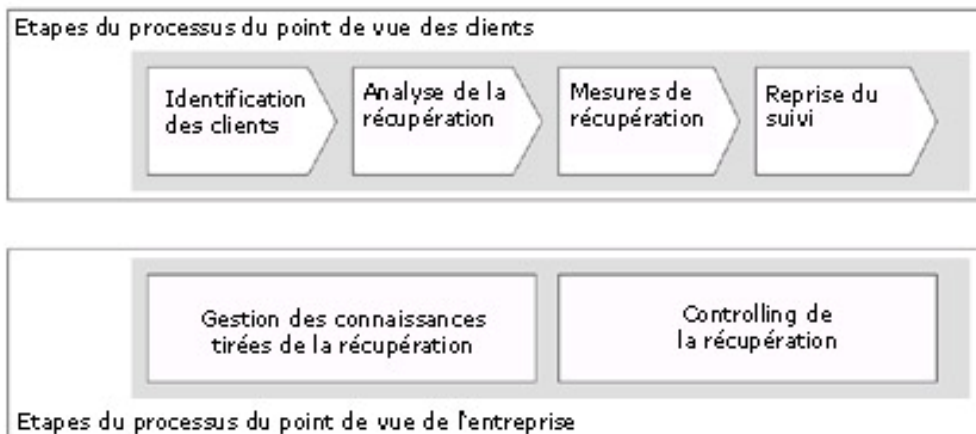 Etapes du processus du point de vue des clients
Identification
des clients
Analyse de la
récupération
Mesures de
récupération
Reprise du
suivi
Gestion des connaissances
tirées de la récupération
Controlling de
la récupération
Etapes du processus du point de vue de l'entreprise